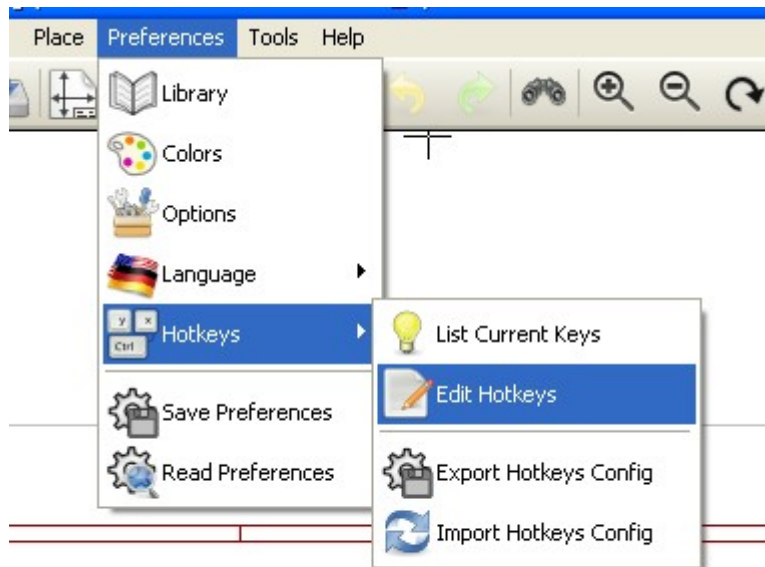 Place Preferences Tools Help
Library
Colors
Options
Language
Hotkeys
y x
Ctrl
List Current Keys
Edit Hotkeys
Save Preferences
Read Preferences
Export Hotkeys Config
Import Hotkeys Config